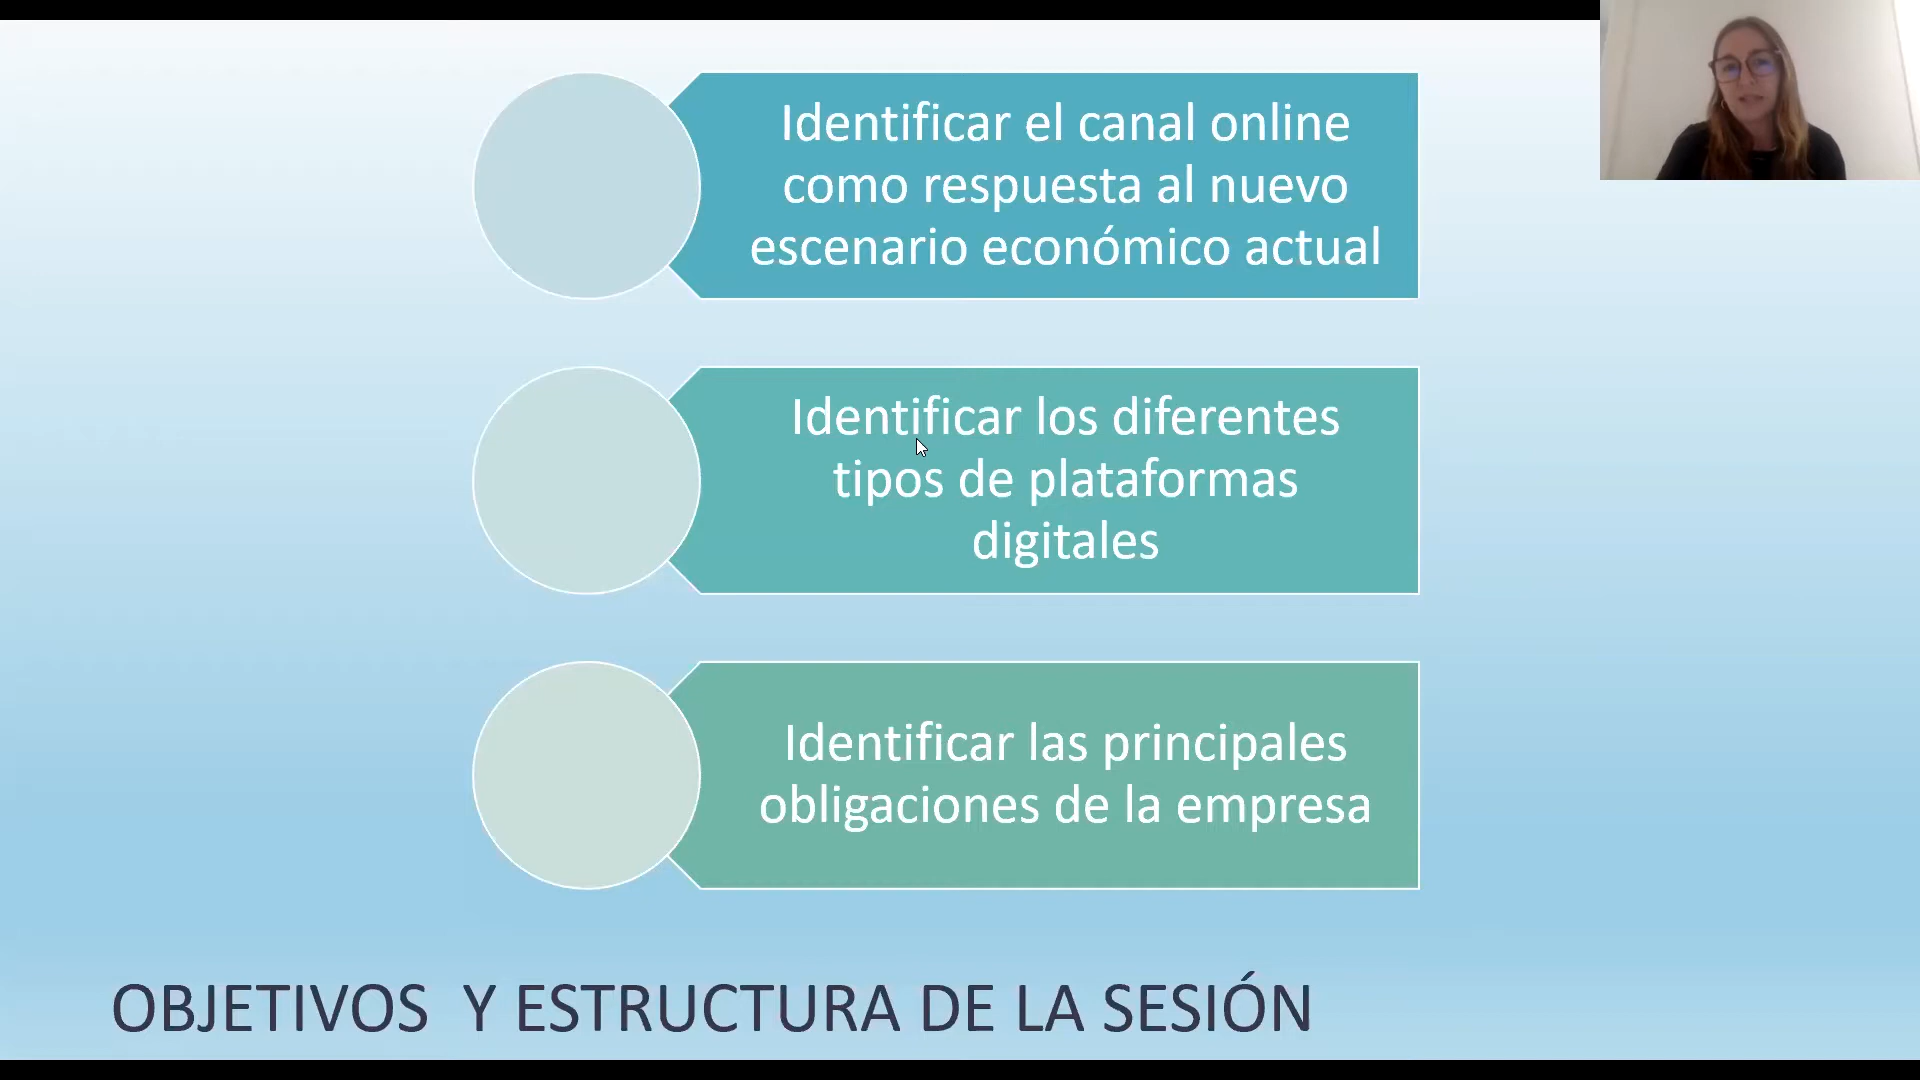 Identificar el canal online
como respuesta al nuevo
escenario económico actual
Identificar los diferentes
tipos de plataformas
digitales
Identificar las principales
obligaciones de la empresa
OBJETIVOS  Y ESTRUCTURA DE LA SESIÓN